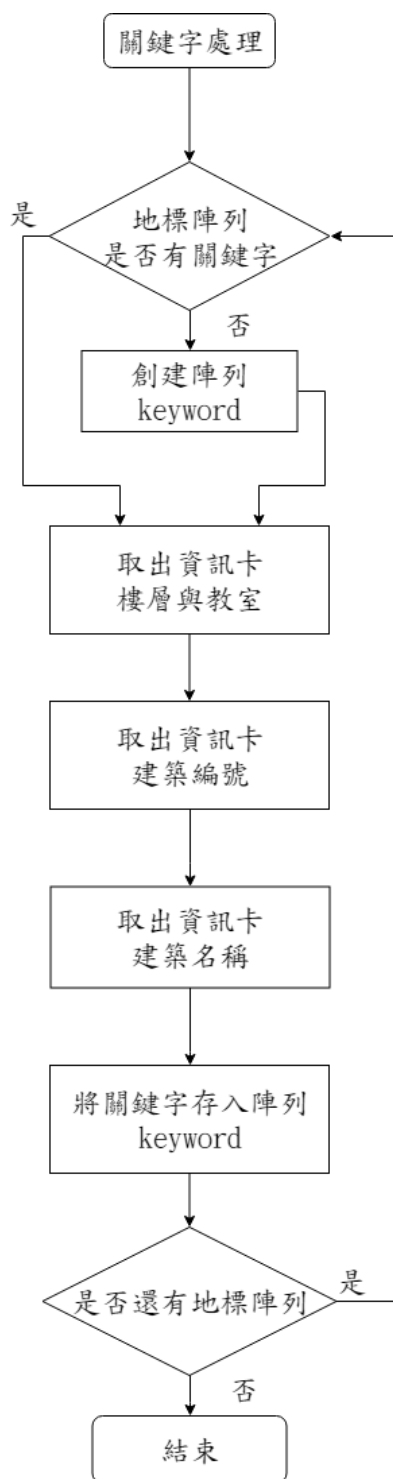 關鍵字處理
是
地標陣列
是否有關鍵字
否
創建陣列
keyword
取出資訊卡
樓層與教室
取出資訊卡
建築編號
取出資訊卡
建築名稱
將關鍵字存入陣列
keyword
是否還有地標陣列
是
否
結束